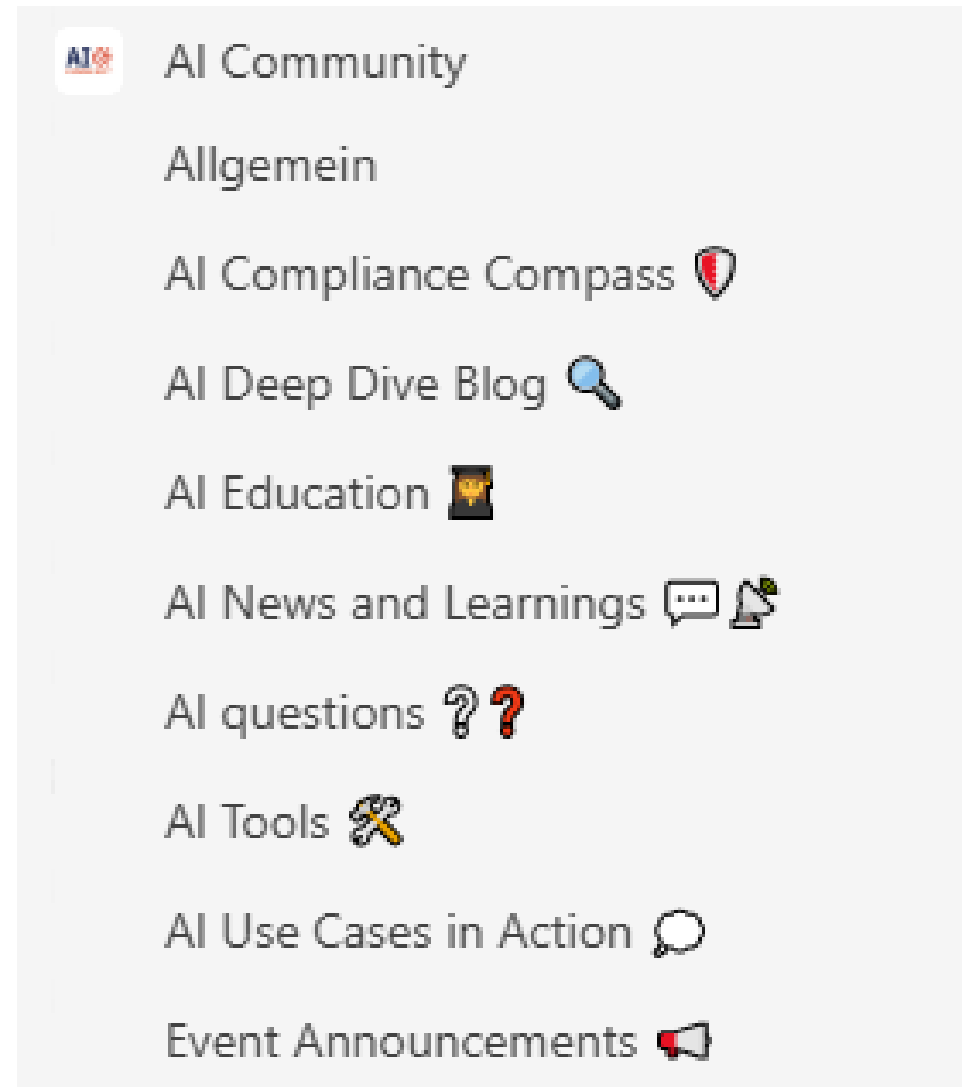 AI
AI Community
Allgemein
AI Compliance Compass 🛡️
AI Deep Dive Blog 🔍
AI Education 🧑‍🎓
AI News and Learnings 💬📡
AI questions ❔❓
AI Tools 🛠️
AI Use Cases in Action 💭
Event Announcements 📢